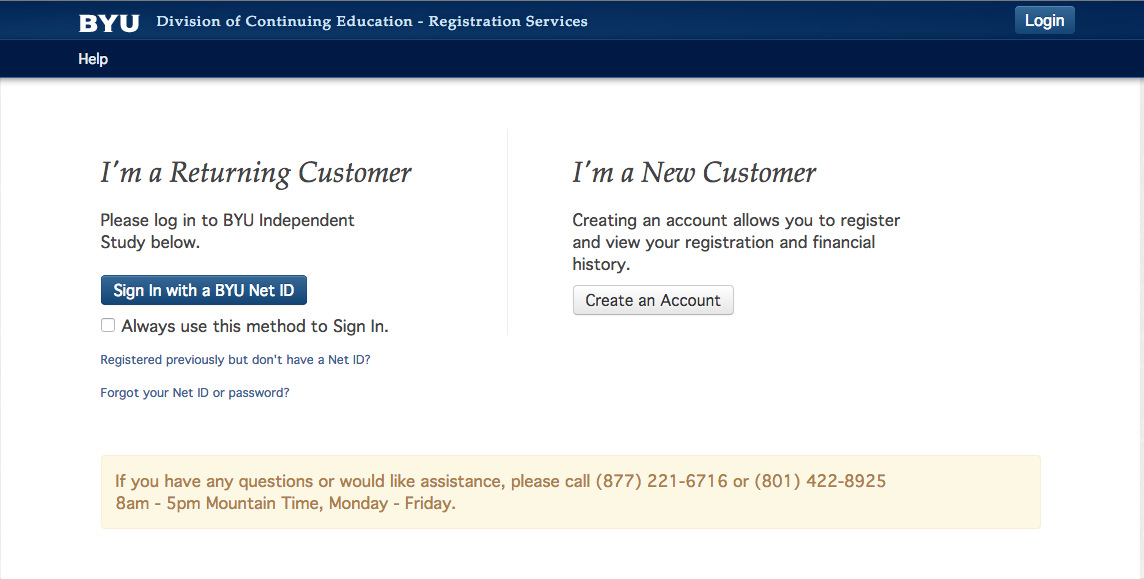 BYU Division of Continuing Education - Registration Services
Login
Help
I'm a Returning Customer
Please log in to BYU Independent
Study below.
Sign In with a BYU Net ID
Always use this method to Sign In.
Registered previously but don't have a Net ID?
Forgot your Net ID or password?
I'm a New Customer
Creating an account allows you to register
and view your registration and financial
history.
Create an Account
If you have any questions or would like assistance, please call (877) 221-6716 or (801) 422-8925
8am - 5pm Mountain Time, Monday - Friday.